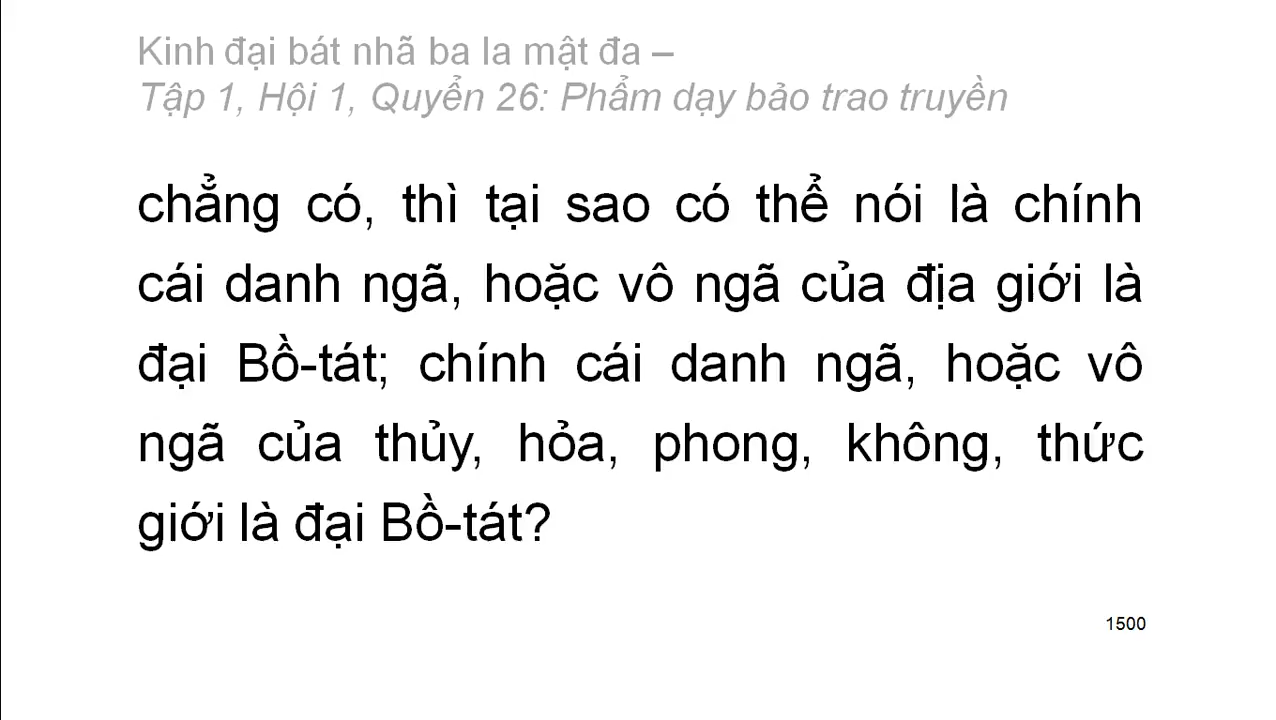 Kinh đại bát nhã ba la mật đa –
Tập 1, Hội 1, Quyển 26: Phẩm dạy bảo trao truyền
chẳng có, thì tại sao có thể nói là chính
cái danh ngã, hoặc vô ngã của địa giới là
đại Bồ-tát; chính cái danh ngã, hoặc vô
ngã của thủy, hỏa, phong, không, thức
giới là đại Bồ-tát?
1500